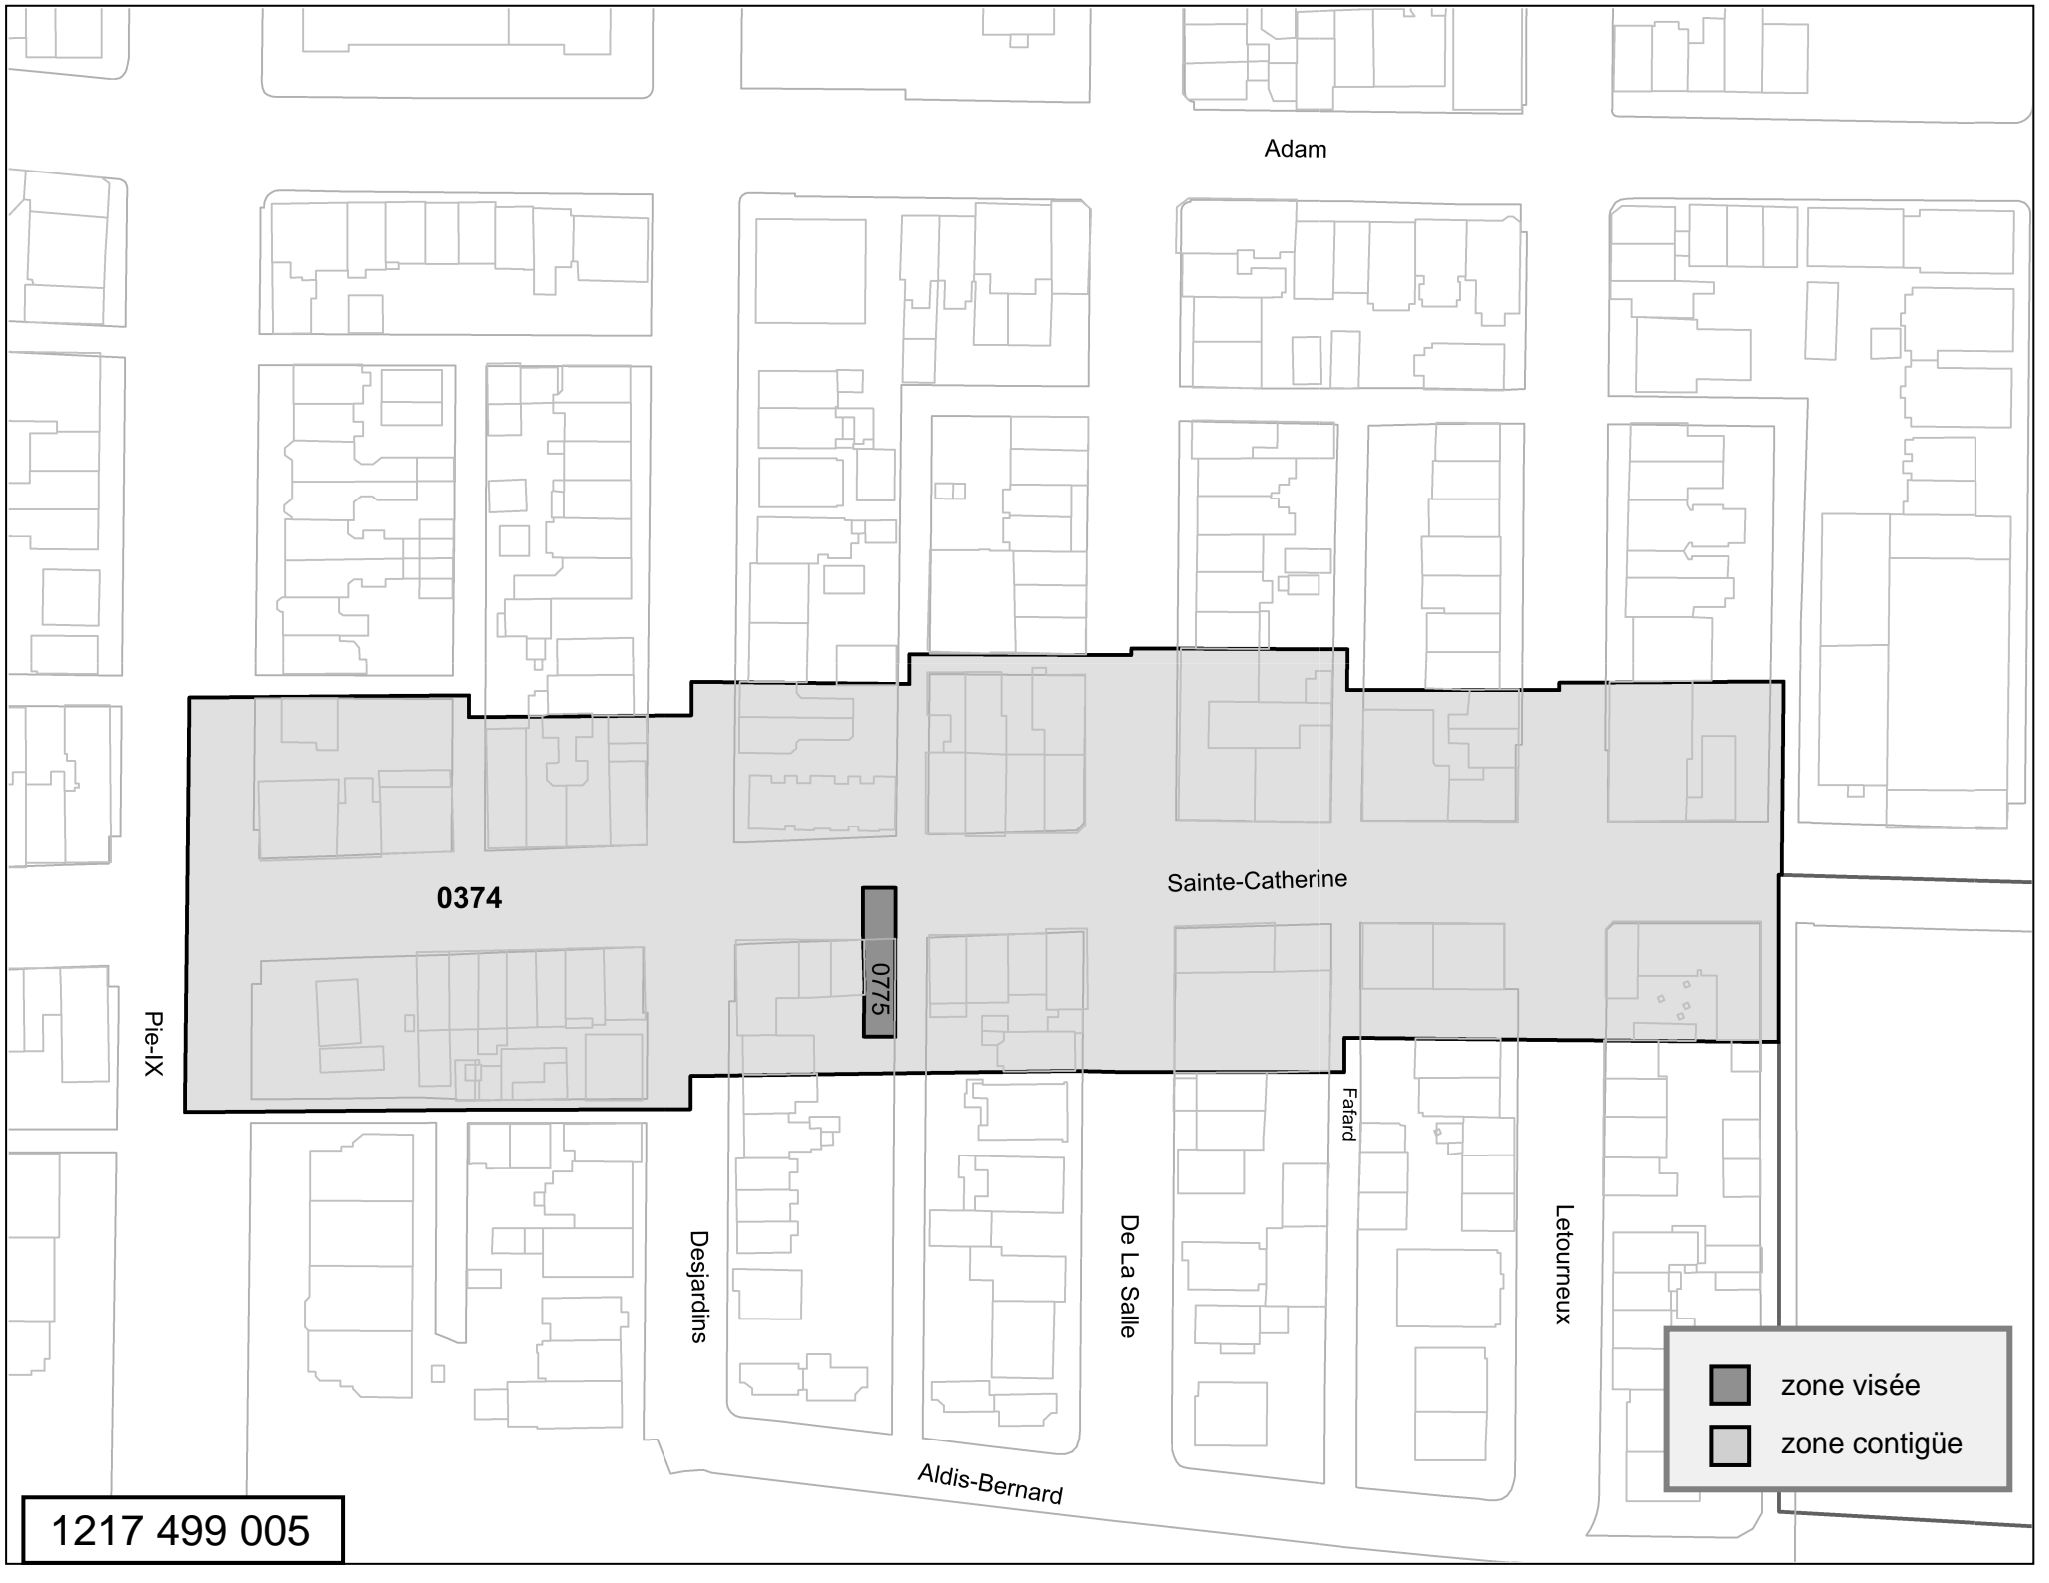 Adam
Sainte-Catherine
0374
0775
Pie-IX
Fafard
Desjardins
De La Salle
Letourneux
zone visée
zone contigüe
Aldis-Bernard
1217 499 005